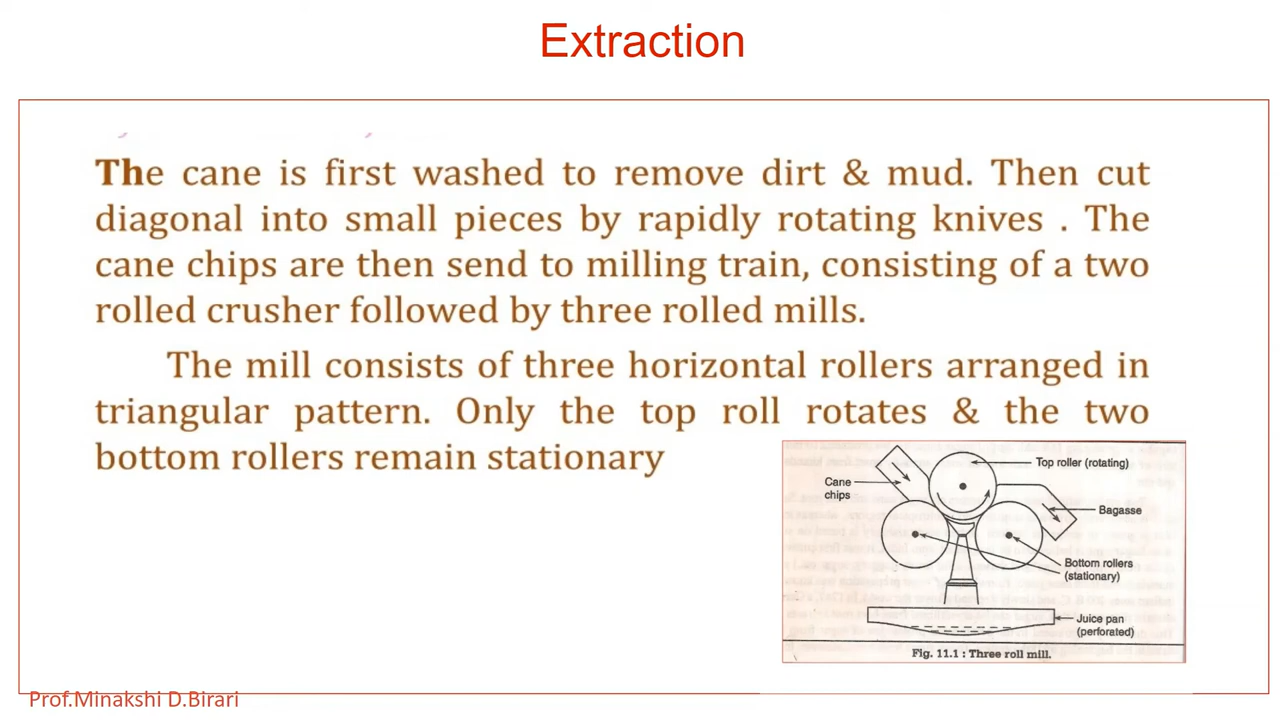 Extraction
The cane is first washed to remove dirt & mud. Then cut
diagonal into small pieces by rapidly rotating knives . The
cane chips are then send to milling train, consisting of a two
rolled crusher followed by three rolled mills.
The mill consists of three horizontal rollers arranged in
triangular pattern. Only the top roll rotates & the two
bottom rollers remain stationary
Top roller (rotating)
Cane
chips
Bagasse
Bottom rollers
(stationary)
Juice pan
(perforated)
Fig. 11.1 : Three roll mill.
Prof.Minakshi D.Birari